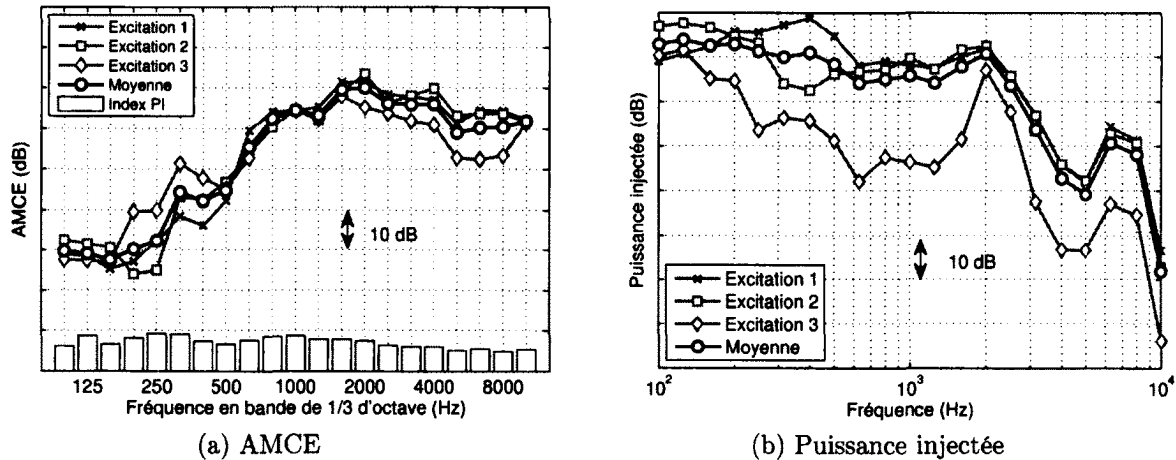 Excitation 1
Excitation 2
Excitation 3
Moyenne
Index PI
AMCE (dB)
10 dB
125 250 500 1000 2000 4000 8000
Fréquence en bande de 1/3 d'octave (Hz)
(a) AMCE
Puissance injectée (dB)
10 dB
Excitation 1
Excitation 2
Excitation 3
Moyenne
10² 10³ 10⁴
Fréquence (Hz)
(b) Puissance injectée